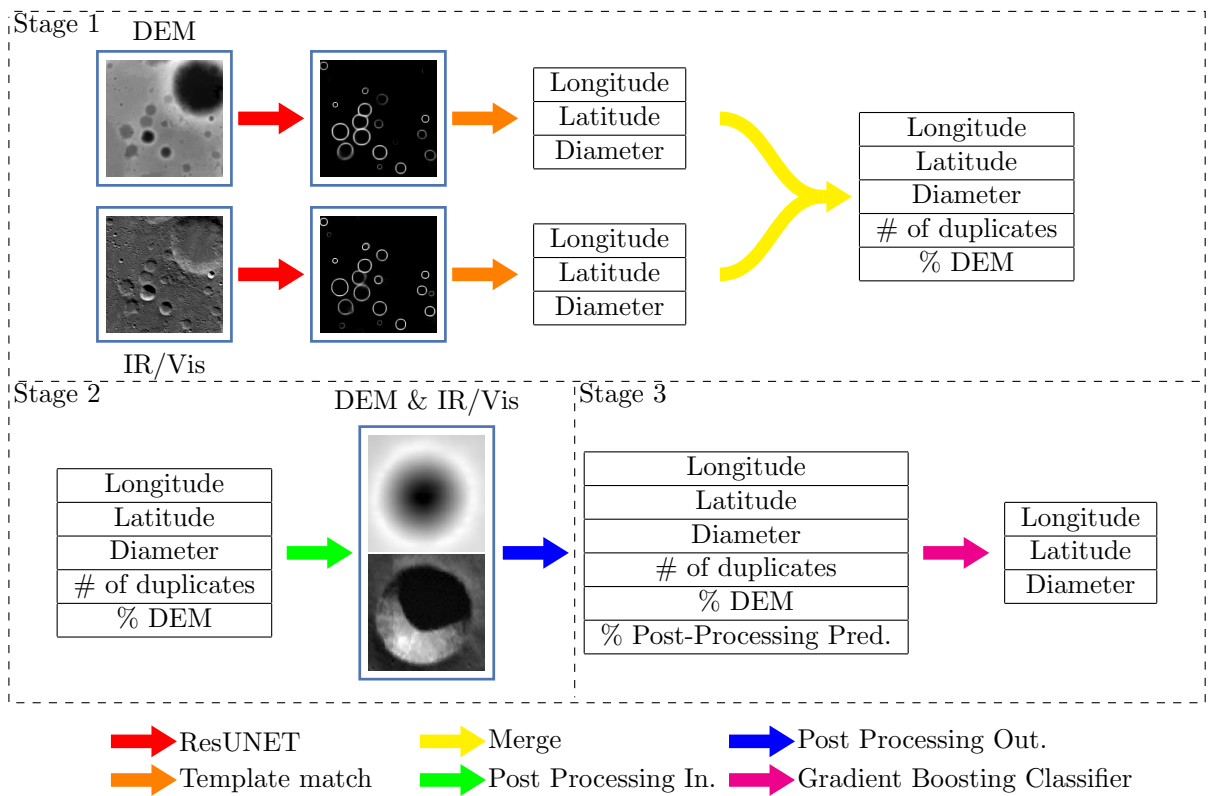 Stage 1
DEM
Longitude
Latitude
Diameter
IR/Vis
Longitude
Latitude
Diameter
Longitude
Latitude
Diameter
# of duplicates
% DEM
Stage 2
Longitude
Latitude
Diameter
# of duplicates
% DEM
DEM & IR/Vis
Stage 3
Longitude
Latitude
Diameter
# of duplicates
% DEM
% Post-Processing Pred.
Longitude
Latitude
Diameter
ResUNET
Merge
Post Processing Out.
Template match
Post Processing In.
Gradient Boosting Classifier